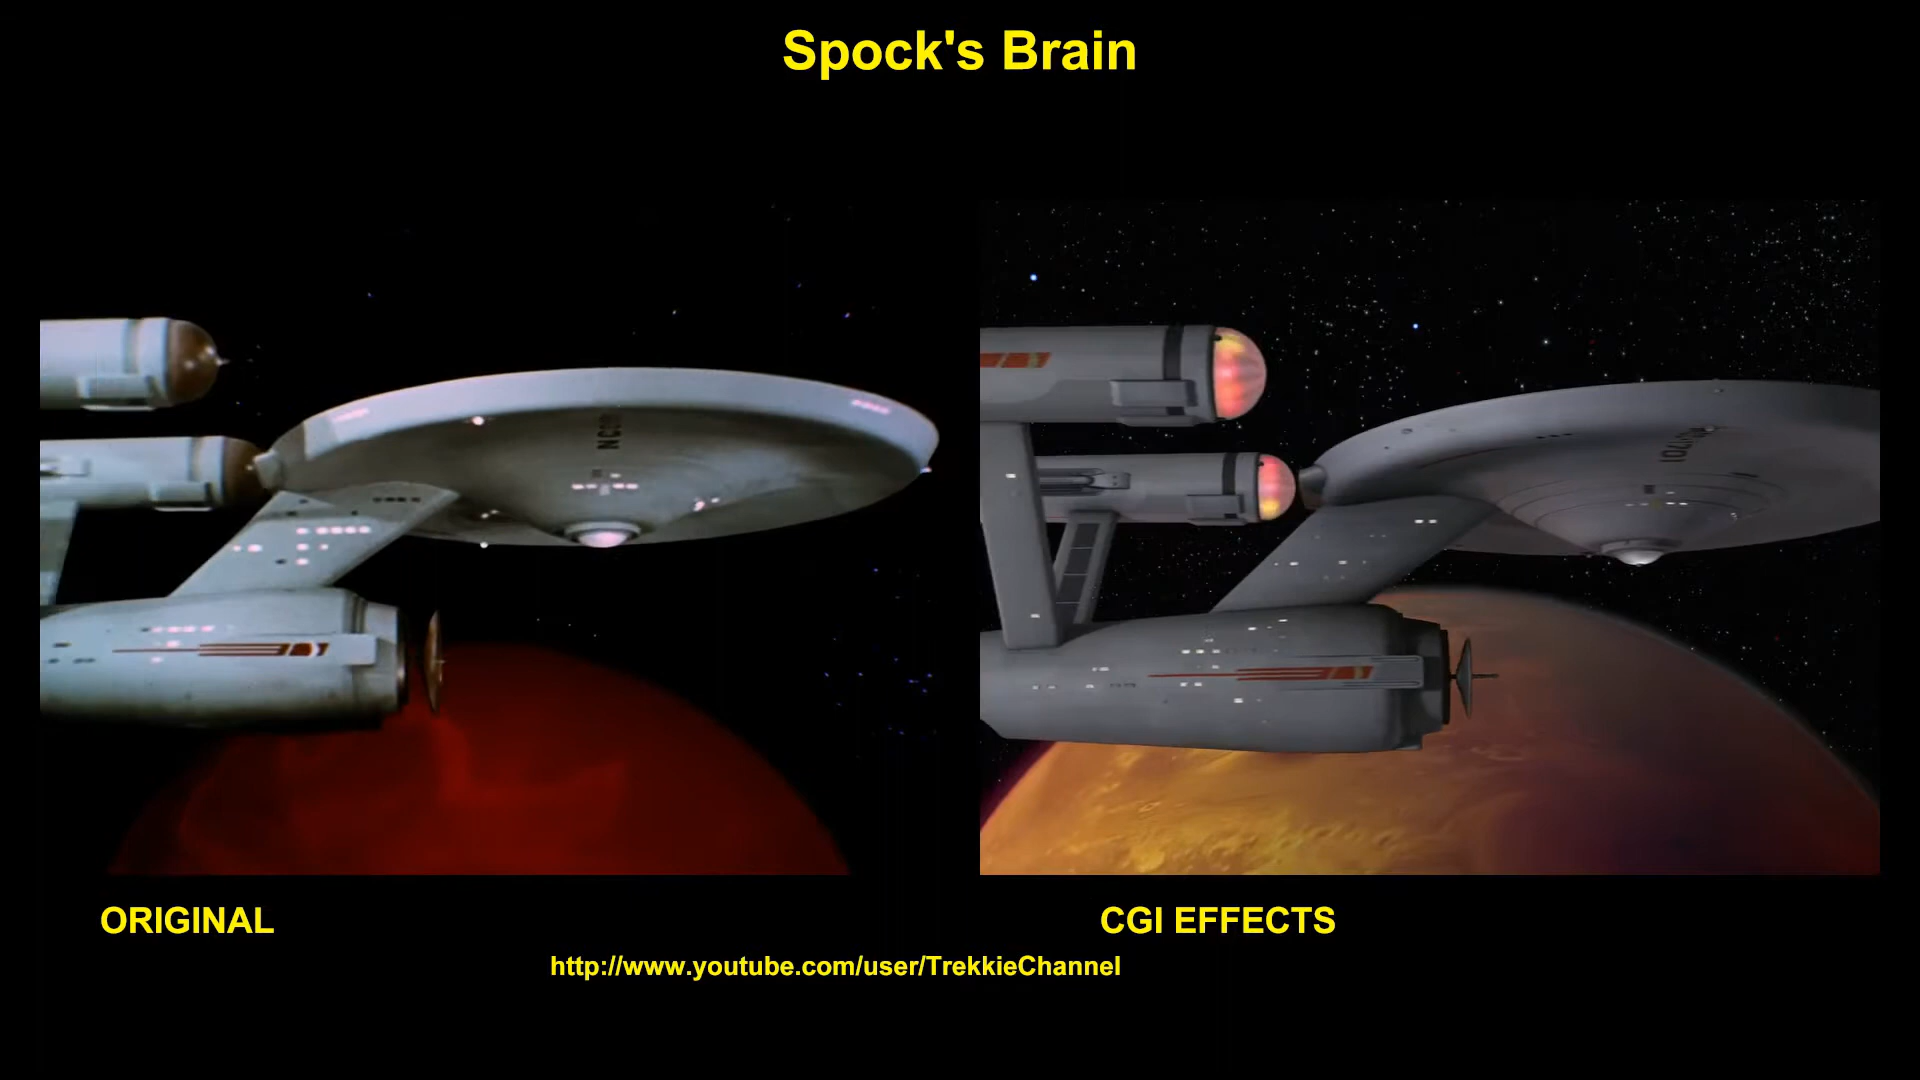 Spock's Brain
ORIGINAL
CGI EFFECTS
http://www.youtube.com/user/TrekkieChannel